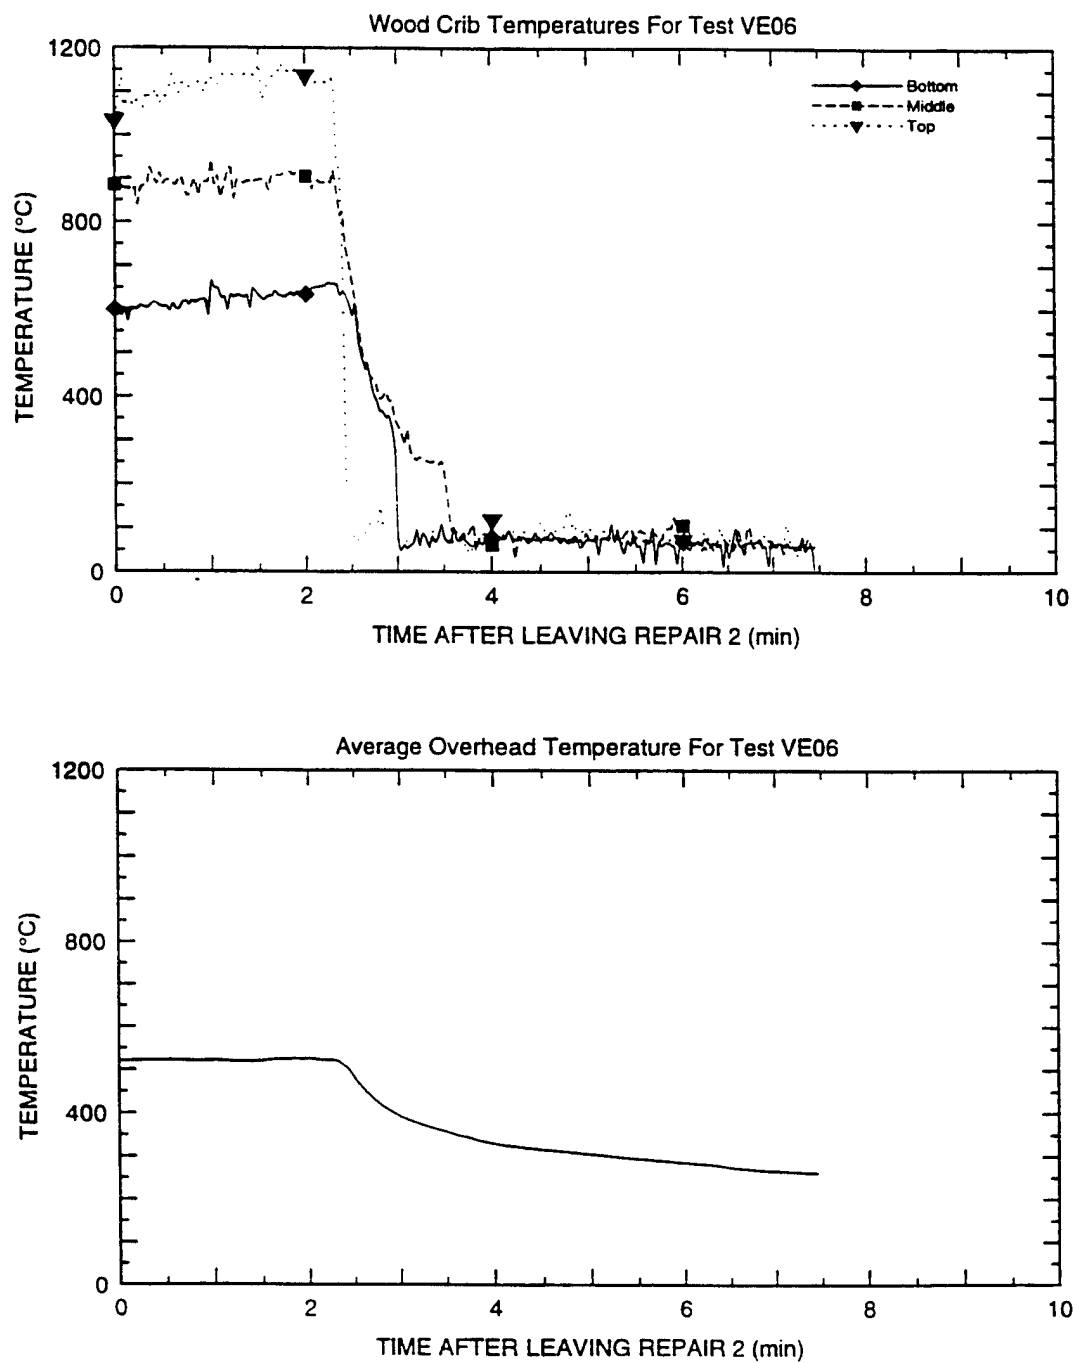 Wood Crib Temperatures For Test VE06
1200
800
400
0
TEMPERATURE (°C)
Bottom
Middle
Top
0 2 4 6 8 10
TIME AFTER LEAVING REPAIR 2 (min)
Average Overhead Temperature For Test VE06
1200
800
400
0
TEMPERATURE (°C)
0 2 4 6 8 10
TIME AFTER LEAVING REPAIR 2 (min)